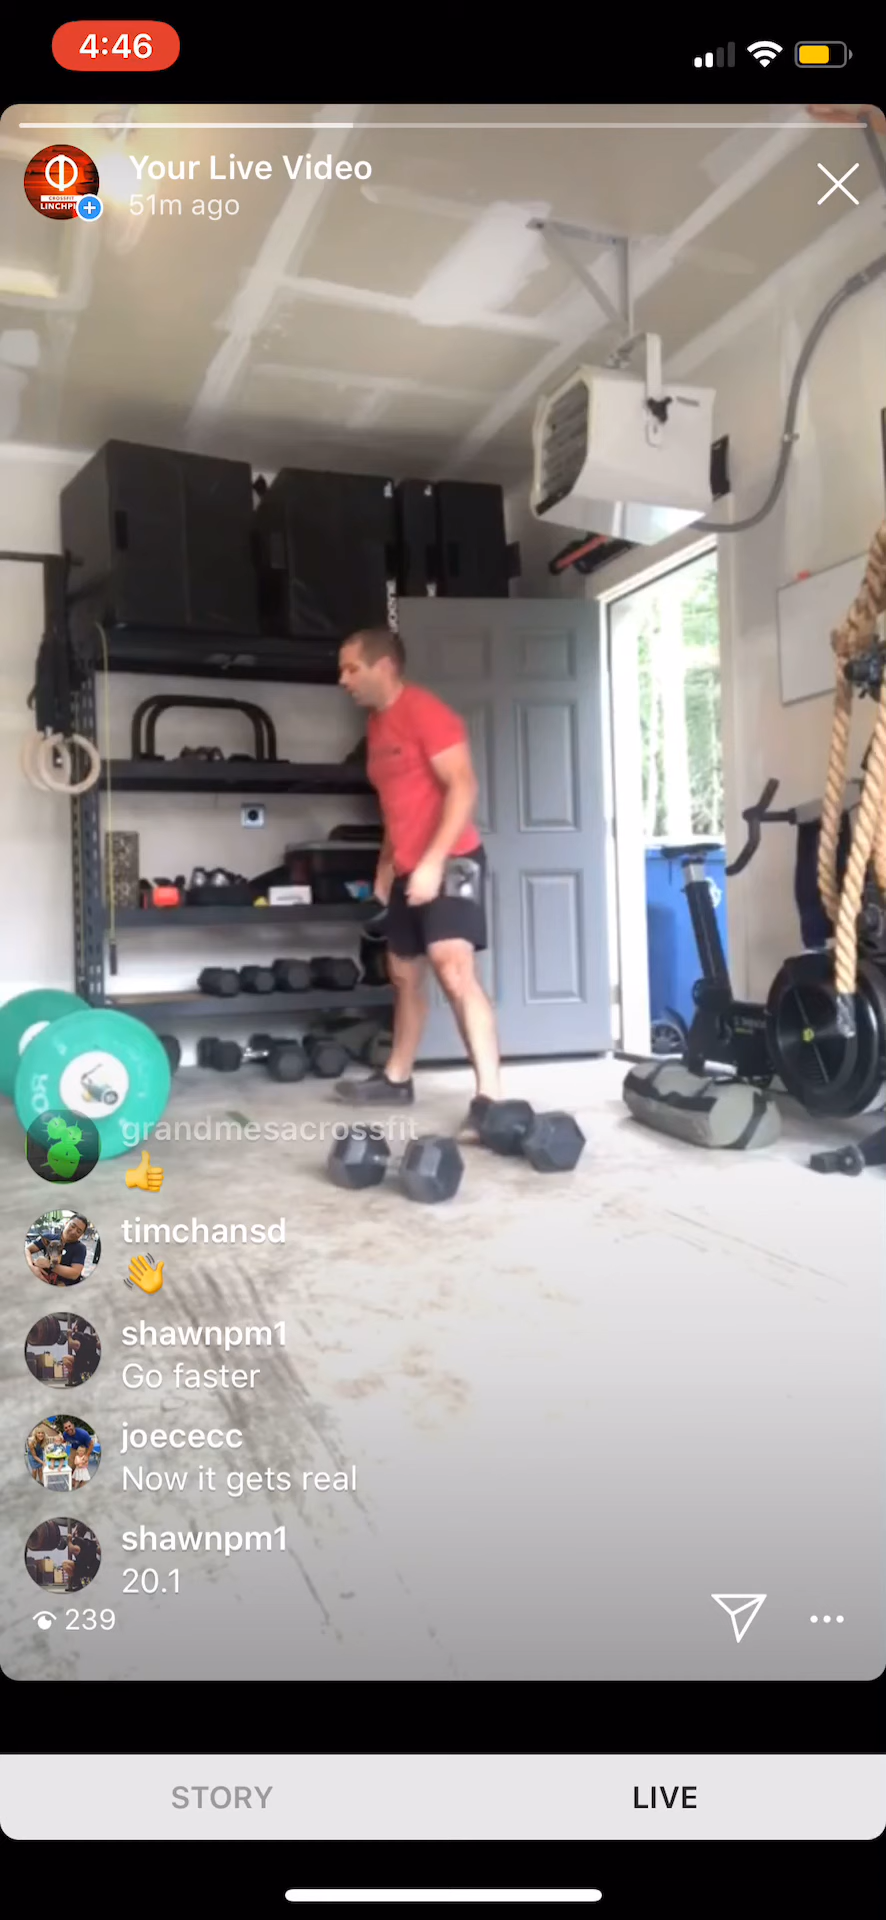 4:46
Your Live Video
51m ago
CROSSFIT
grandmesacrossfit
👍
timchansd
👋
shawnpm1
Go faster
joececc
Now it gets real
shawnpm1
20.1
239
STORY
LIVE